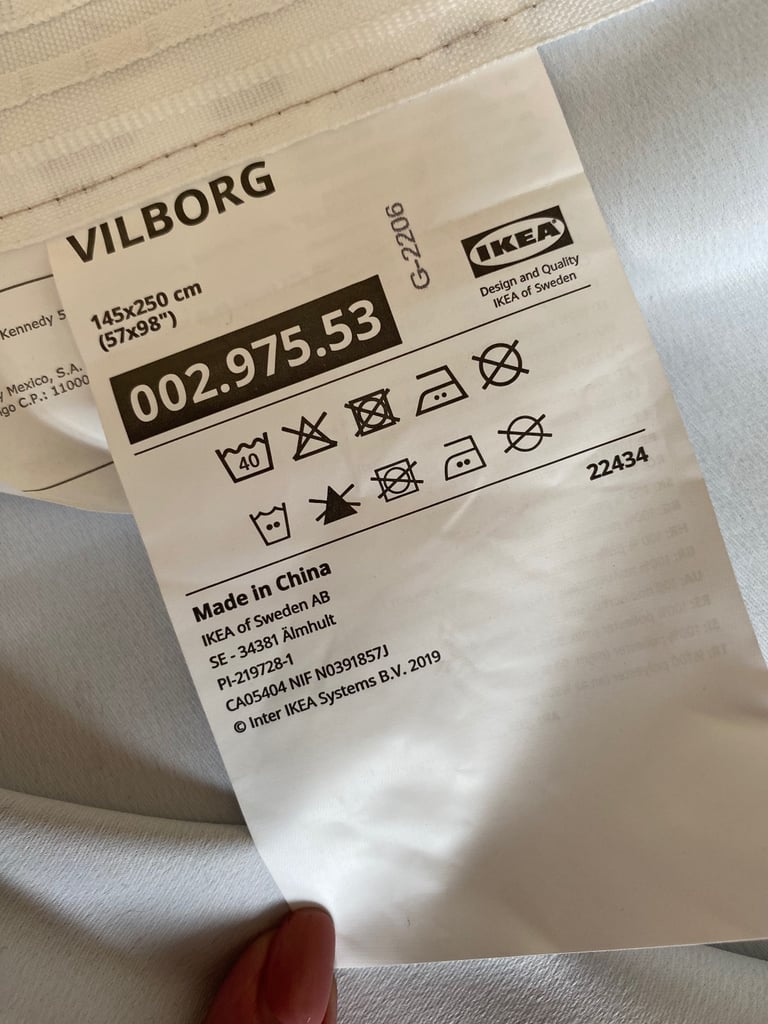 VILBORG
G-2206
IKEA
Design and Quality
IKEA of Sweden
145x250 cm
(57x98")
002.975.53
40
22434
Made in China
IKEA of Sweden AB
SE - 34381 Älmhult
PI-219728-1
CA05404 NIF N0391857J
© Inter IKEA Systems B.V. 2019
Kennedy 5
Mexico, S.A.
C.P.: 11000